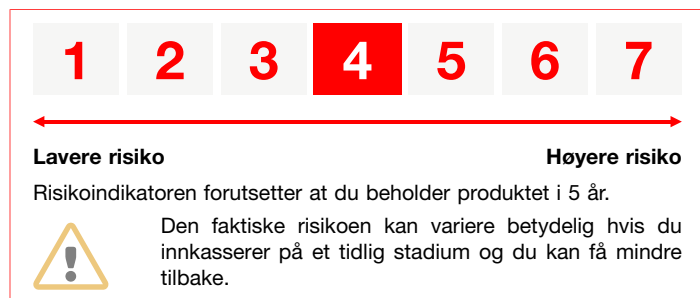 1 2 3 4 5 6 7
Lavere risiko Høyere risiko
Risikoindikatoren forutsetter at du beholder produktet i 5 år.
Den faktiske risikoen kan variere betydelig hvis du
innkasserer på et tidlig stadium og du kan få mindre
tilbake.